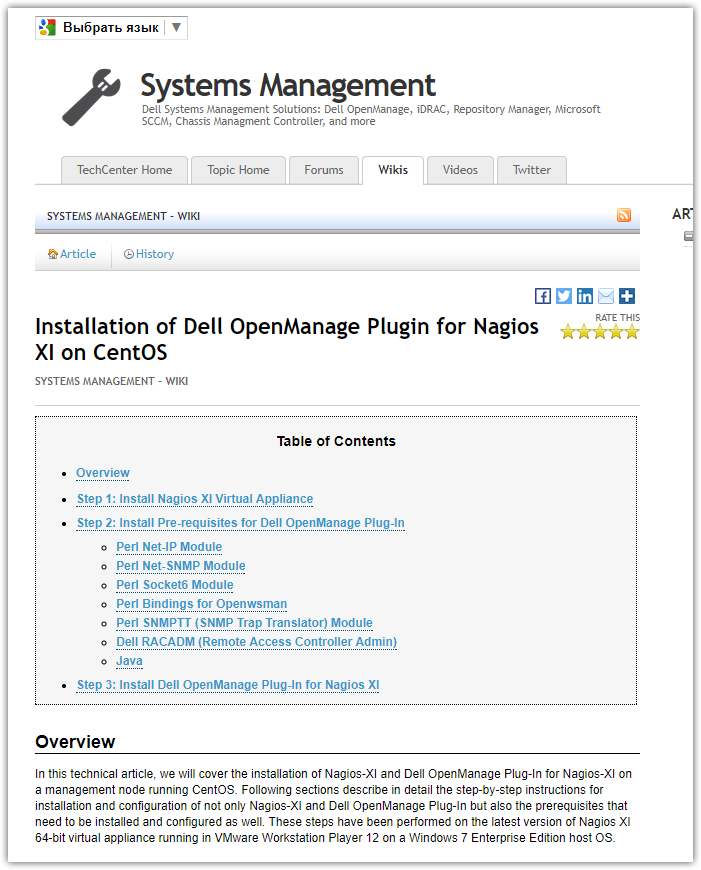 Выбрать язык ▼
Systems Management
Dell Systems Management Solutions: Dell OpenManage, iDRAC, Repository Manager, Microsoft
SCCM, Chassis Managment Controller, and more
TechCenter Home Topic Home Forums Wikis Videos Twitter
SYSTEMS MANAGEMENT - WIKI
ART
Article History
RATE THIS
Installation of Dell OpenManage Plugin for Nagios
XI on CentOS
SYSTEMS MANAGEMENT - WIKI
Table of Contents
Overview
Step 1: Install Nagios XI Virtual Appliance
Step 2: Install Pre-requisites for Dell OpenManage Plug-In
Perl Net-IP Module
Perl Net-SNMP Module
Perl Socket6 Module
Perl Bindings for Openwsman
Perl SNMPTT (SNMP Trap Translator) Module
Dell RACADM (Remote Access Controller Admin)
Java
Step 3: Install Dell OpenManage Plug-In for Nagios XI
Overview
In this technical article, we will cover the installation of Nagios-XI and Dell OpenManage Plug-In for Nagios-XI on
a management node running CentOS. Following sections describe in detail the step-by-step instructions for
installation and configuration of not only Nagios-XI and Dell OpenManage Plug-In but also the prerequisites that
need to be installed and configured as well. These steps have been performed on the latest version of Nagios XI
64-bit virtual appliance running in VMware Workstation Player 12 on a Windows 7 Enterprise Edition host OS.